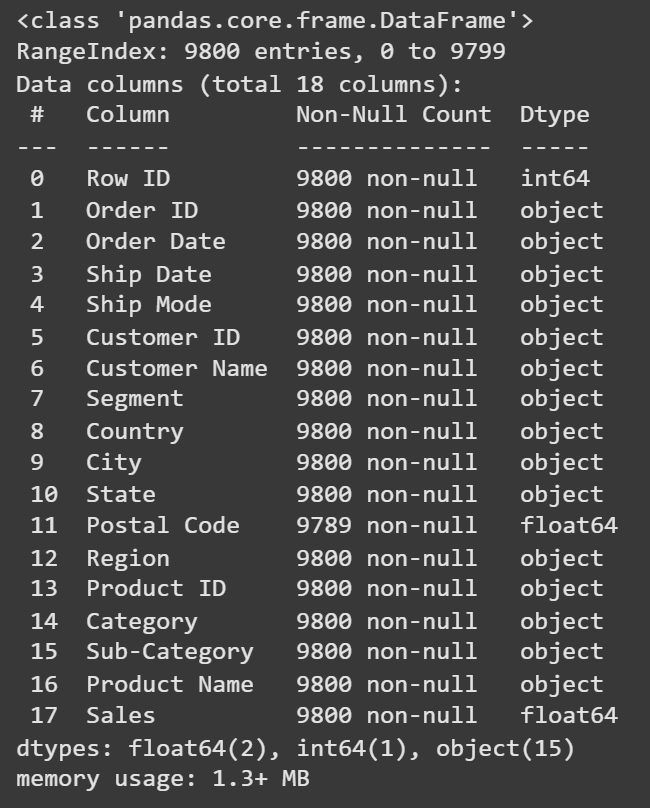 <class 'pandas.core.frame.DataFrame'>
RangeIndex: 9800 entries, 0 to 9799
Data columns (total 18 columns):
 #   Column         Non-Null Count  Dtype
---  ------         --------------  -----
 0   Row ID         9800 non-null   int64
 1   Order ID       9800 non-null   object
 2   Order Date     9800 non-null   object
 3   Ship Date      9800 non-null   object
 4   Ship Mode      9800 non-null   object
 5   Customer ID    9800 non-null   object
 6   Customer Name  9800 non-null   object
 7   Segment        9800 non-null   object
 8   Country        9800 non-null   object
 9   City           9800 non-null   object
 10  State          9800 non-null   object
 11  Postal Code    9789 non-null   float64
 12  Region         9800 non-null   object
 13  Product ID     9800 non-null   object
 14  Category       9800 non-null   object
 15  Sub-Category   9800 non-null   object
 16  Product Name   9800 non-null   object
 17  Sales          9800 non-null   float64
dtypes: float64(2), int64(1), object(15)
memory usage: 1.3+ MB